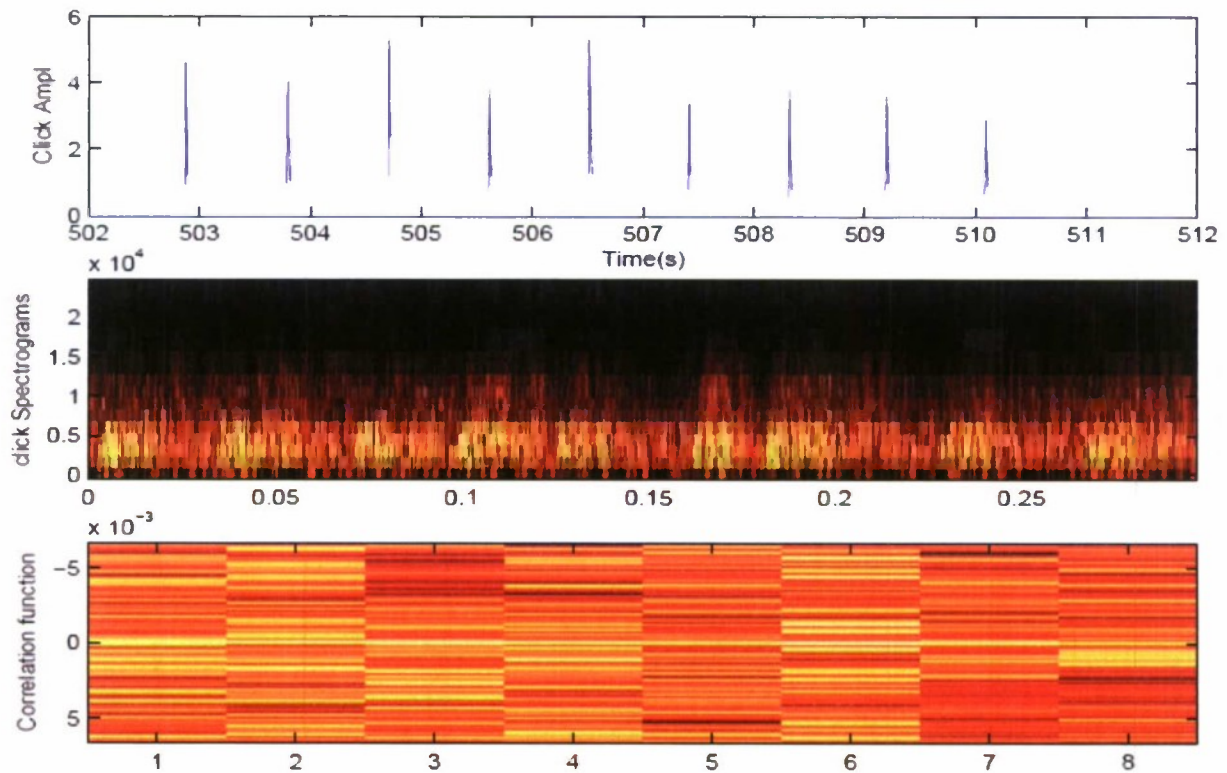 6
4
2
0
Click Ampl
502 503 504 505 506 507 508 509 510 511 512
Time(s)
x 10^4
2
1.5
1
0.5
0
click Spectrograms
0 0.05 0.1 0.15 0.2 0.25
x 10^-3
-5
0
5
Correlation function
1 2 3 4 5 6 7 8